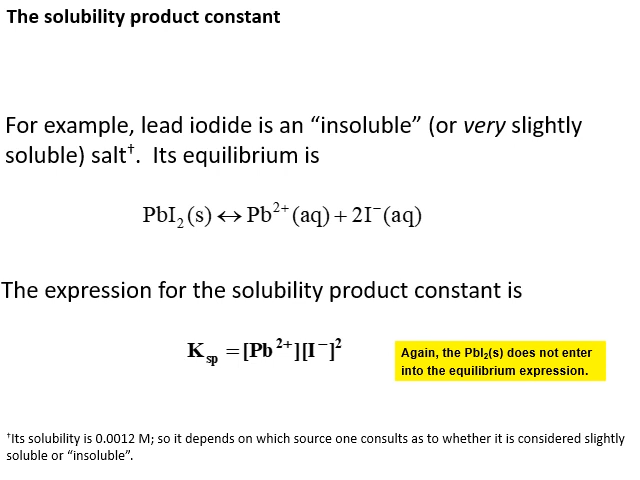 The solubility product constant
For example, lead iodide is an “insoluble” (or very slightly
soluble) salt†.  Its equilibrium is
PbI₂(s) ↔ Pb²⁺(aq) + 2I⁻(aq)
The expression for the solubility product constant is
Kₛₚ = [Pb²⁺][I⁻]²
Again, the PbI₂(s) does not enter
into the equilibrium expression.
†Its solubility is 0.0012 M; so it depends on which source one consults as to whether it is considered slightly
soluble or “insoluble”.